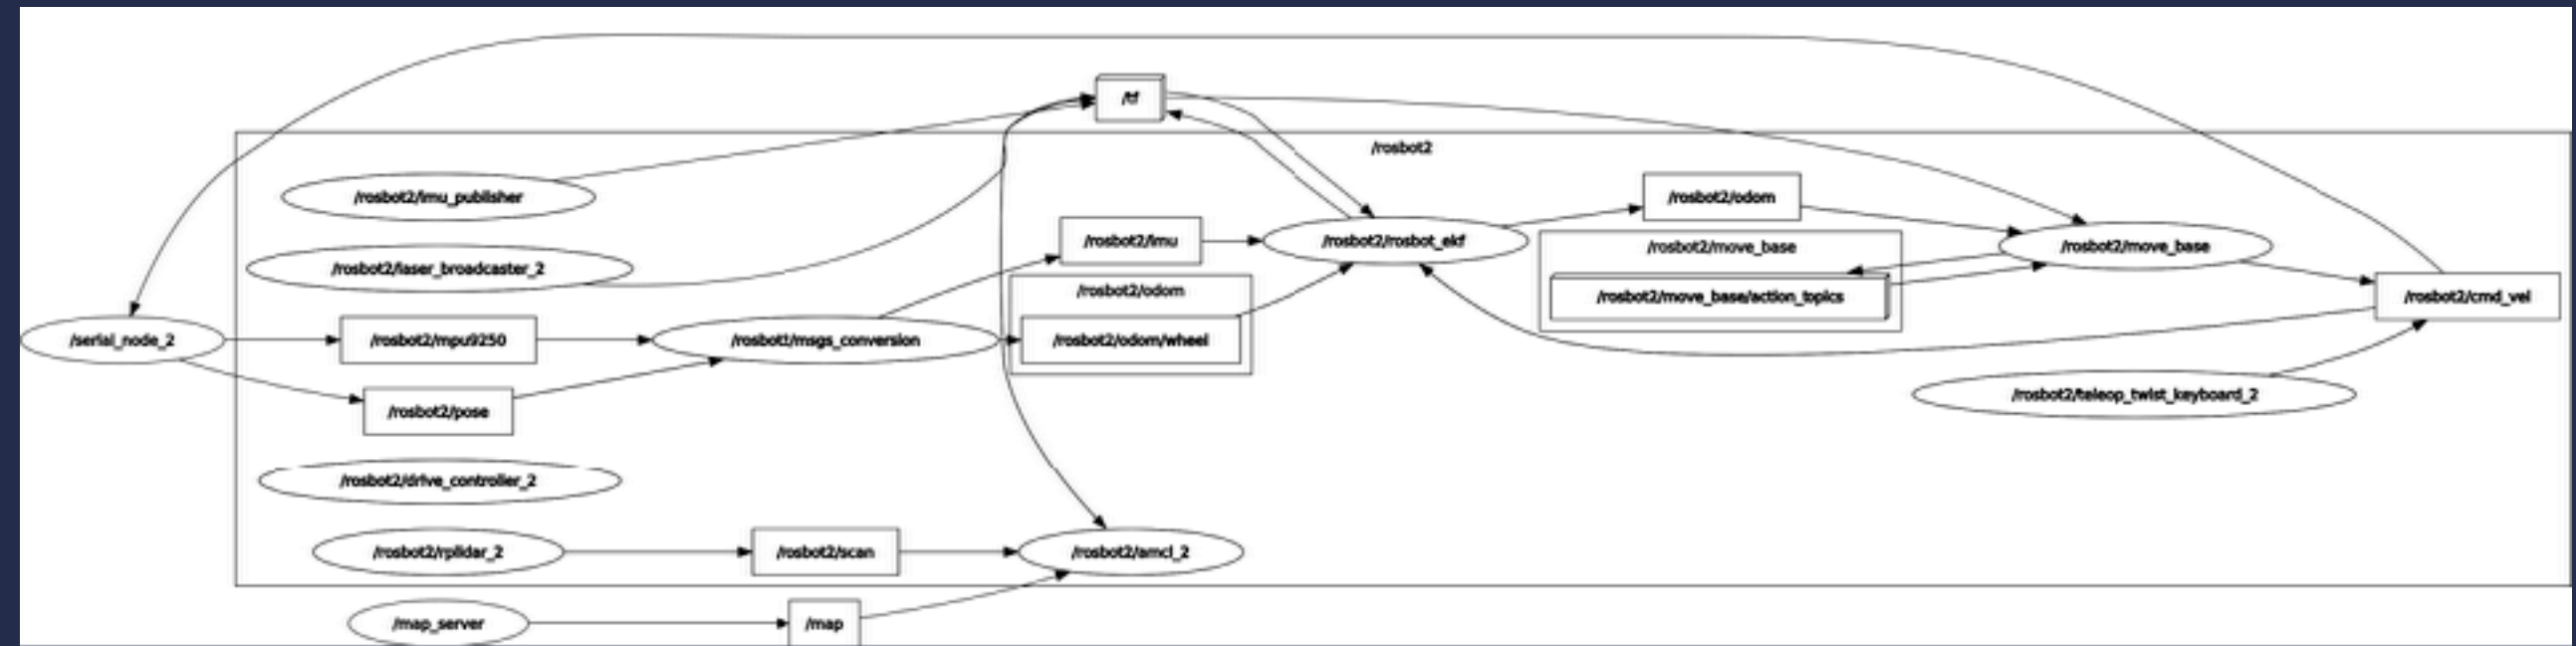 /tf
/rosbot2
/rosbot2/imu_publisher
/rosbot2/odom
/rosbot2/imu
/rosbot2/rosbot_ekf
/rosbot2/move_base
/rosbot2/move_base
/rosbot2/laser_broadcaster_2
/rosbot2/odom
/rosbot2/move_base/action_topics
/rosbot2/cmd_vel
/serial_node_2
/rosbot2/mpu9250
/rosbot1/msgs_conversion
/rosbot2/odom/wheel
/rosbot2/teleop_twist_keyboard_2
/rosbot2/pose
/rosbot2/drive_controller_2
/rosbot2/rplidar_2
/rosbot2/scan
/rosbot2/amcl_2
/map_server
/map